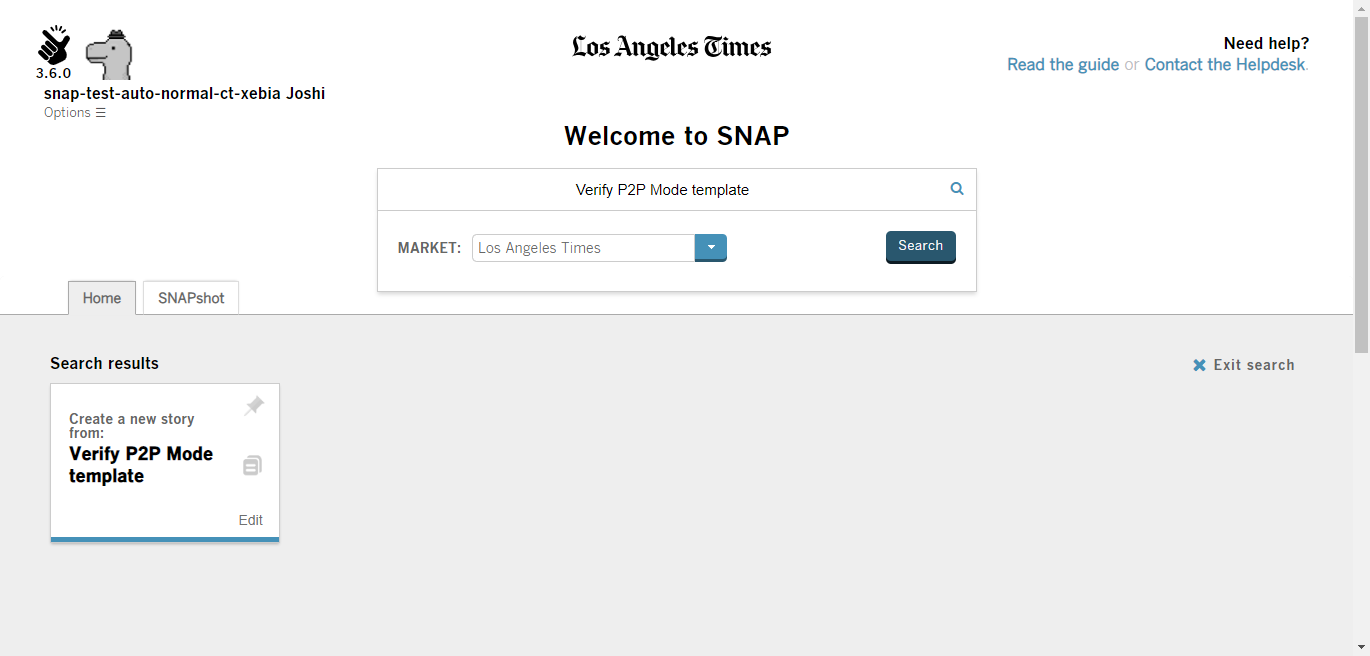 3.6.0
snap-test-auto-normal-ct-xebia Joshi
Options ☰
Los Angeles Times
Need help?
Read the guide or Contact the Helpdesk.
Welcome to SNAP
Verify P2P Mode template
MARKET:
Los Angeles Times
Search
Home
SNAPshot
Search results
Exit search
Create a new story
from:
Verify P2P Mode
template
Edit